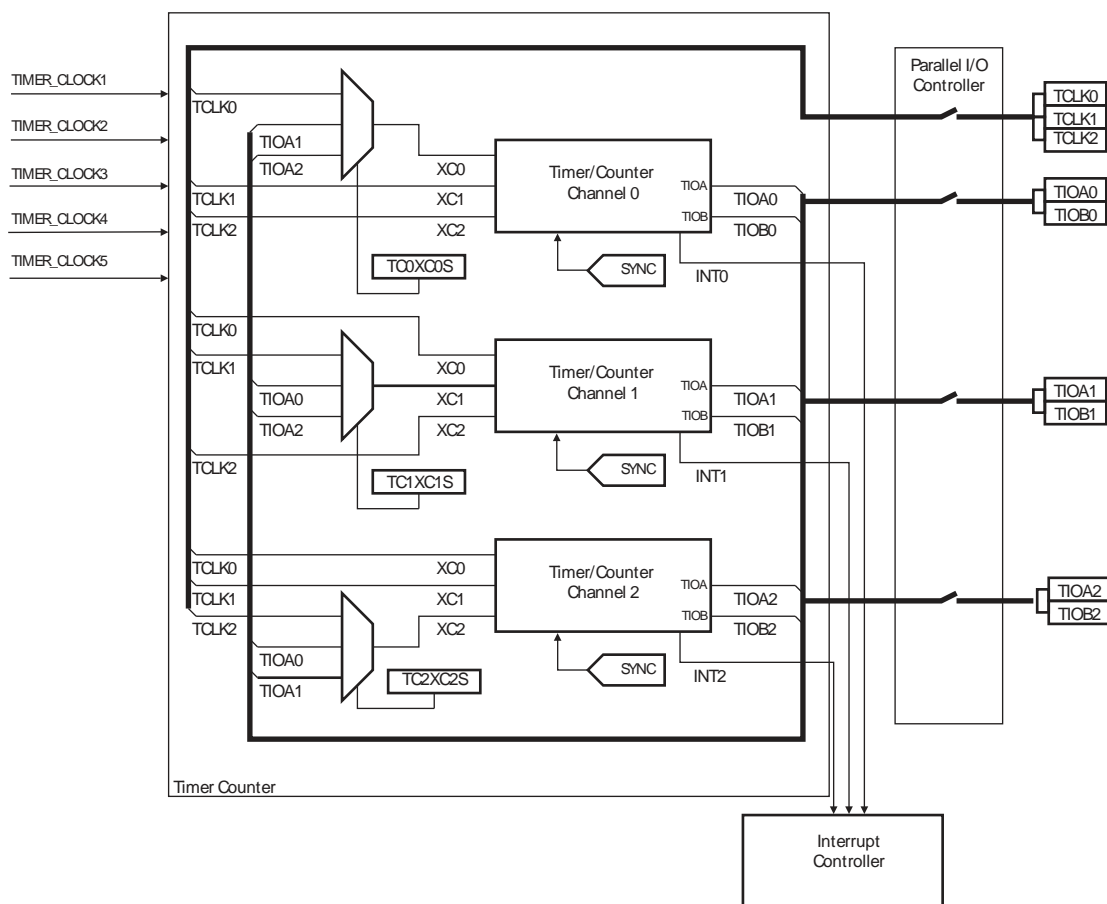 TIMER_CLOCK1
TIMER_CLOCK2
TIMER_CLOCK3
TIMER_CLOCK4
TIMER_CLOCK5
TCLK0
TIOA1
TIOA2
TCLK1
TCLK2
XC0
XC1
XC2
TC0XC0S
Timer/Counter
Channel 0
TIOA
TIOB
TIOA0
TIOB0
SYNC
INT0
TCLK0
TCLK1
TIOA0
TIOA2
TCLK2
XC0
XC1
XC2
TC1XC1S
Timer/Counter
Channel 1
TIOA
TIOB
TIOA1
TIOB1
SYNC
INT1
TCLK0
TCLK1
TCLK2
TIOA0
TIOA1
XC0
XC1
XC2
TC2XC2S
Timer/Counter
Channel 2
TIOA
TIOB
TIOA2
TIOB2
SYNC
INT2
Timer Counter
Parallel I/O
Controller
TCLK0
TCLK1
TCLK2
TIOA0
TIOB0
TIOA1
TIOB1
TIOA2
TIOB2
Interrupt
Controller